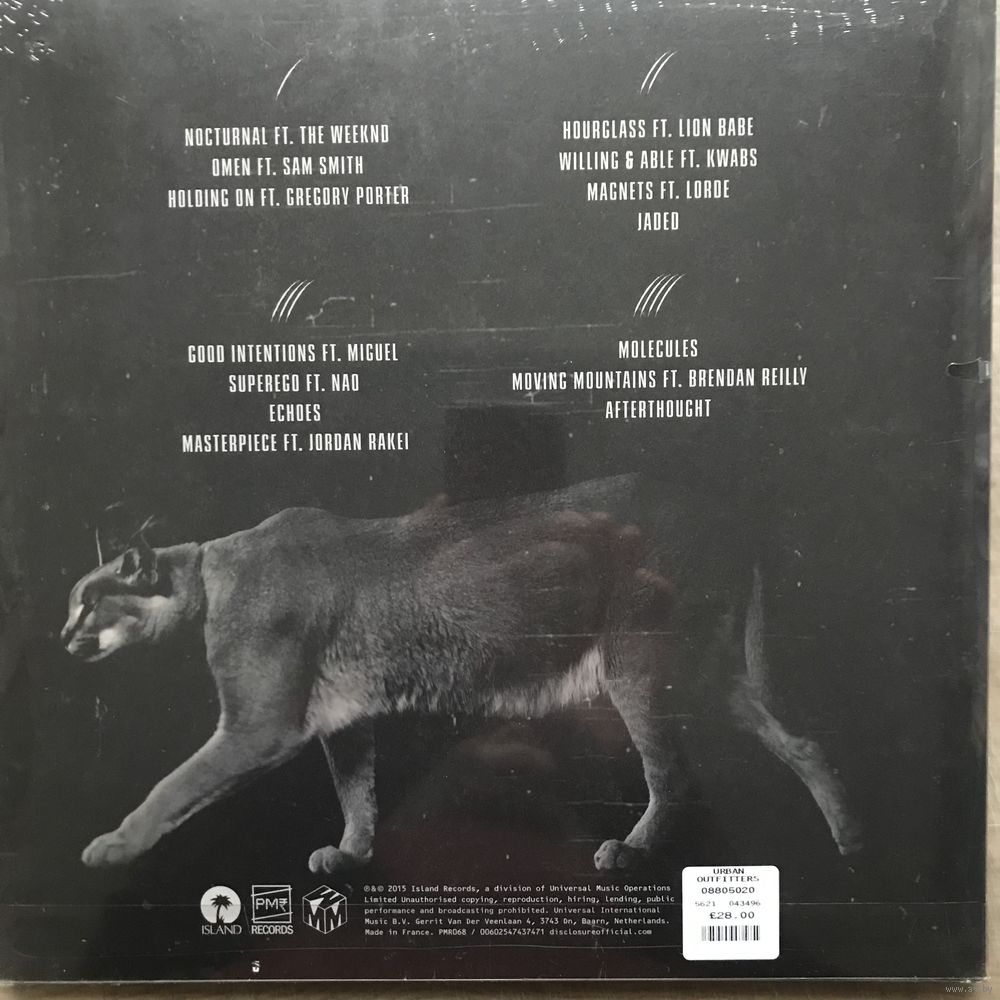 NOCTURNAL FT. THE WEEKND
OMEN FT. SAM SMITH
HOLDING ON FT. GREGORY PORTER
HOURGLASS FT. LION BABE
WILLING & ABLE FT. KWABS
MAGNETS FT. LORDE
JADED
GOOD INTENTIONS FT. MIGUEL
SUPEREGO FT. NAO
ECHOES
MASTERPIECE FT. JORDAN RAKEI
MOLECULES
MOVING MOUNTAINS FT. BRENDAN REILLY
AFTERTHOUGHT
ISLAND
PMR
RECORDS
℗&© 2015 Island Records, a division of Universal Music Operations
Limited Unauthorised copying, reproduction, hiring, lending, public
performance and broadcasting prohibited. Universal International
Music B.V. Gerrit Van Der Veenlaan 4, 3743 Dn, Baarn, Netherlands.
Made in France. PMR068 / 00602547437471 disclosureofficial.com
URBAN
OUTFITTERS
08805020
5621 043496
£28.00